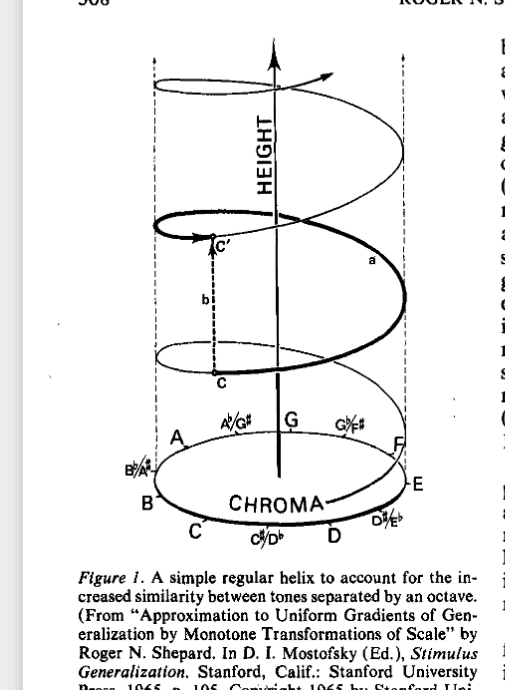 HEIGHT
C'
a
b
C
A♭/G♯
G
G♭/F♯
A
F
B♭/A♯
E
B
CHROMA
D♯/E♭
C
C♯/D♭
D
Figure 1. A simple regular helix to account for the in-
creased similarity between tones separated by an octave.
(From "Approximation to Uniform Gradients of Gen-
eralization by Monotone Transformations of Scale" by
Roger N. Shepard. In D. I. Mostofsky (Ed.), Stimulus
Generalization. Stanford, Calif.: Stanford University